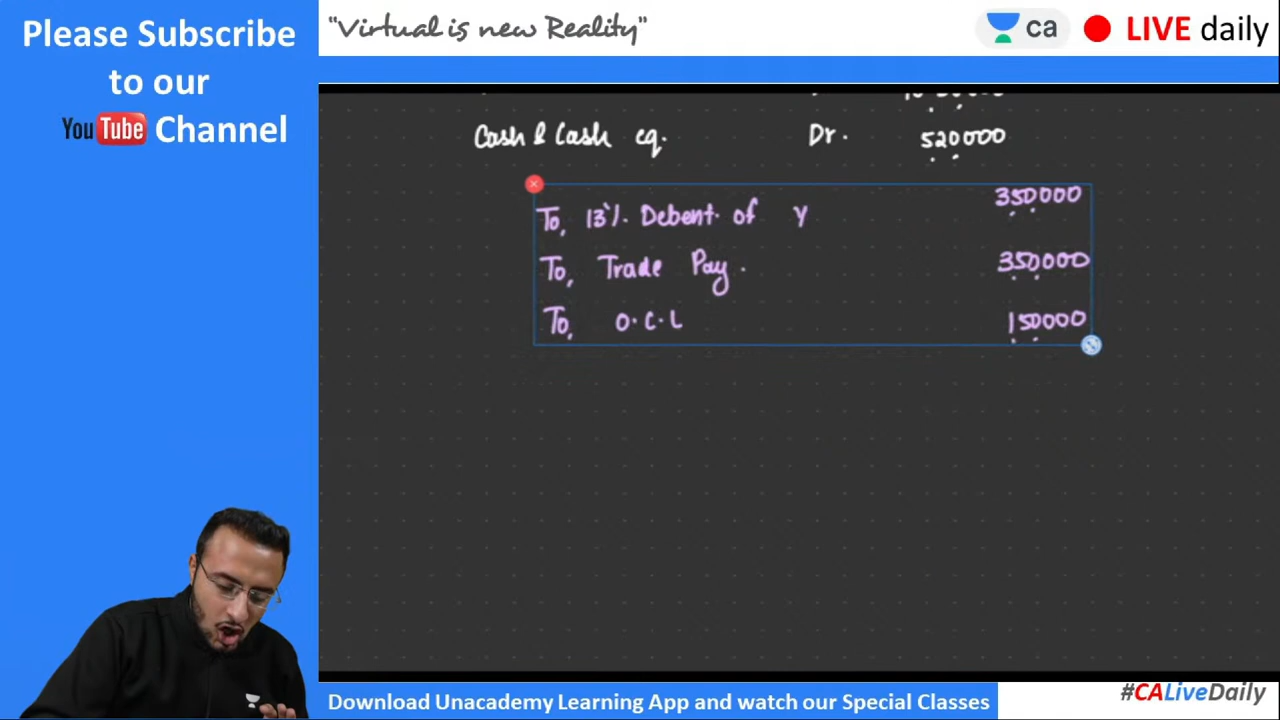 Please Subscribe
to our
YouTube Channel
"Virtual is new Reality"
ca
LIVE daily
Cash & Cash eq. Dr. 520000
To, 13%. Debent. of Y 350000
To, Trade Pay. 350000
To, O.C.L 150000
Download Unacademy Learning App and watch our Special Classes
#CALiveDaily